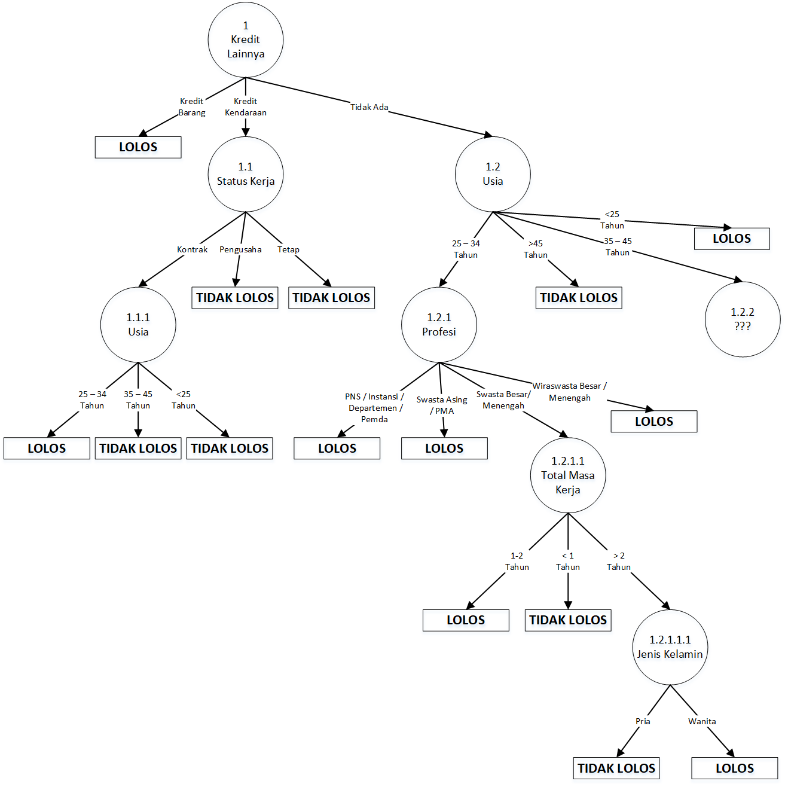 1
Kredit
Lainnya
Kredit
Barang
Kredit
Kendaraan
Tidak Ada
LOLOS
1.1
Status Kerja
1.2
Usia
<25
Tahun
LOLOS
25 – 34
Tahun
>45
Tahun
35 – 45
Tahun
Kontrak
Pengusaha
Tetap
TIDAK LOLOS
TIDAK LOLOS
TIDAK LOLOS
1.1.1
Usia
1.2.1
Profesi
1.2.2
???
25 – 34
Tahun
35 – 45
Tahun
<25
Tahun
PNS / Instansi /
Departemen /
Pemda
Swasta Asing
/ PMA
Swasta Besar/
Menengah
Wiraswasta Besar /
Menengah
LOLOS
LOLOS
TIDAK LOLOS
TIDAK LOLOS
LOLOS
LOLOS
1.2.1.1
Total Masa
Kerja
1-2
Tahun
< 1
Tahun
> 2
Tahun
LOLOS
TIDAK LOLOS
1.2.1.1.1
Jenis Kelamin
Pria
Wanita
TIDAK LOLOS
LOLOS